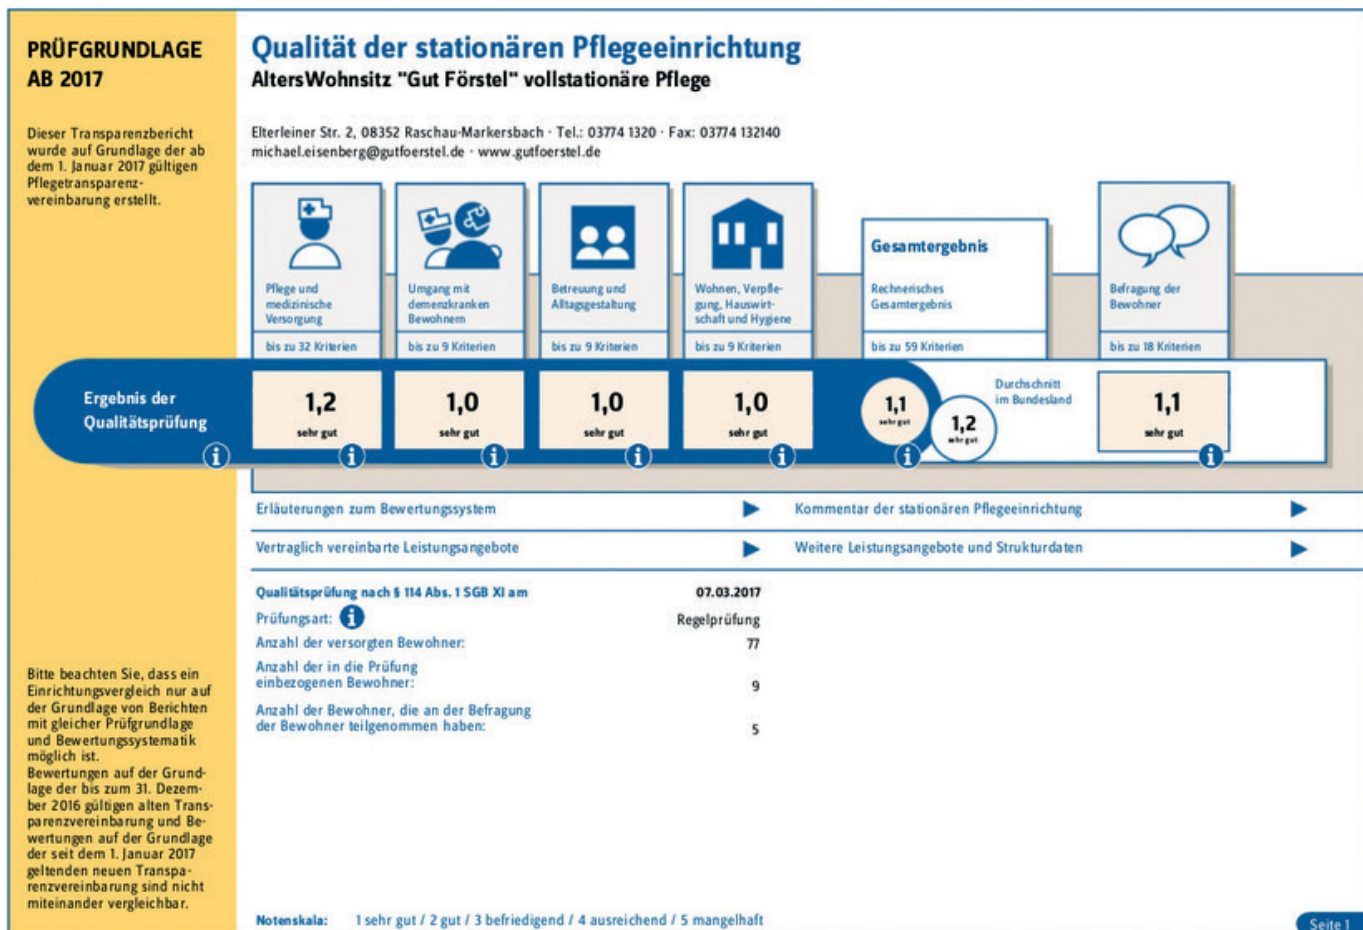 PRÜFGRUNDLAGE
AB 2017
Dieser Transparenzbericht
wurde auf Grundlage der ab
dem 1. Januar 2017 gültigen
Pflegetransparenz-
vereinbarung erstellt.
Qualität der stationären Pflegeeinrichtung
AltersWohnsitz "Gut Förstel" vollstationäre Pflege
Elterleiner Str. 2, 08352 Raschau-Markersbach · Tel.: 03774 1320 · Fax: 03774 132140
michael.eisenberg@gutfoerstel.de · www.gutfoerstel.de
Pflege und
medizinische
Versorgung
bis zu 32 Kriterien
Umgang mit
demenzkranken
Bewohnern
bis zu 9 Kriterien
Betreuung und
Alltagsgestaltung
bis zu 9 Kriterien
Wohnen, Verpfle-
gung, Hauswirt-
schaft und Hygiene
bis zu 9 Kriterien
Gesamtergebnis
Rechnerisches
Gesamtergebnis
bis zu 59 Kriterien
Befragung der
Bewohner
bis zu 18 Kriterien
Ergebnis der
Qualitätsprüfung
1,2
sehr gut
1,0
sehr gut
1,0
sehr gut
1,0
sehr gut
1,1
sehr gut
1,2
sehr gut
Durchschnitt
im Bundesland
1,1
sehr gut
Erläuterungen zum Bewertungssystem
Kommentar der stationären Pflegeeinrichtung
Vertraglich vereinbarte Leistungsangebote
Weitere Leistungsangebote und Strukturdaten
Qualitätsprüfung nach § 114 Abs. 1 SGB XI am 07.03.2017
Prüfungsart: i Regelprüfung
Anzahl der versorgten Bewohner: 77
Anzahl der in die Prüfung
einbezogenen Bewohner: 9
Anzahl der Bewohner, die an der Befragung
der Bewohner teilgenommen haben: 5
Bitte beachten Sie, dass ein
Einrichtungsvergleich nur auf
der Grundlage von Berichten
mit gleicher Prüfgrundlage
und Bewertungssystematik
möglich ist.
Bewertungen auf der Grund-
lage der bis zum 31. Dezem-
ber 2016 gültigen alten Trans-
parenzvereinbarung und Be-
wertungen auf der Grundlage
der seit dem 1. Januar 2017
geltenden neuen Transpa-
renzvereinbarung sind nicht
miteinander vergleichbar.
Notenskala: 1 sehr gut / 2 gut / 3 befriedigend / 4 ausreichend / 5 mangelhaft
Seite 1